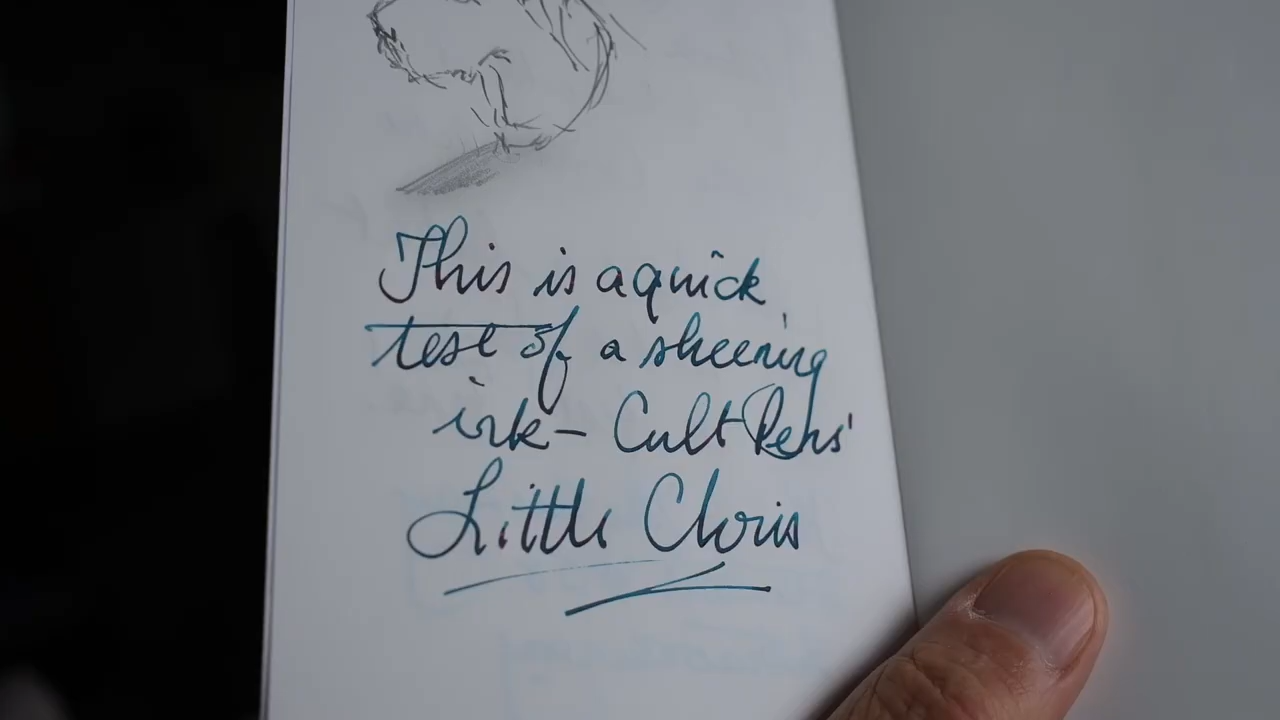 This is a quick
test of a sheening
ink – Cult Pens'
Little Chris